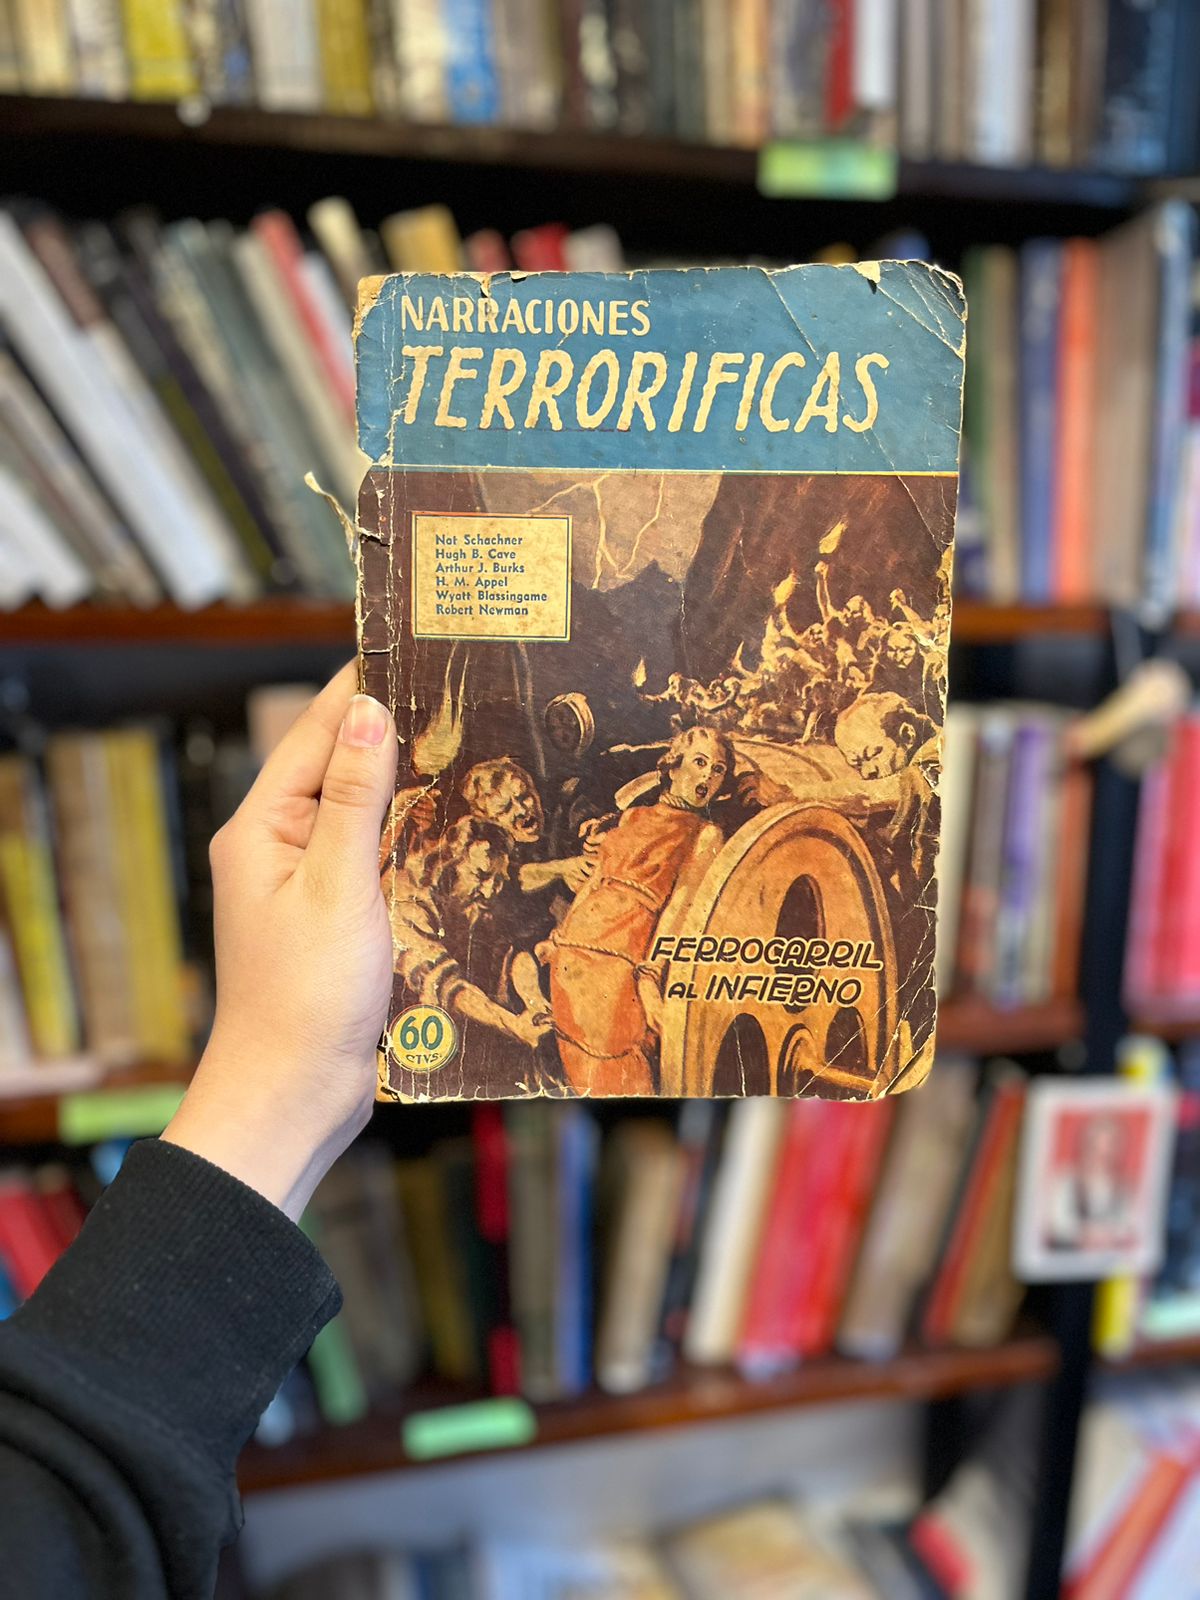 NARRACIONES
TERRORIFICAS
Nat Schachner
Hugh B. Cave
Arthur J. Burks
H. M. Appel
Wyatt Blassingame
Robert Newman
FERROCARRIL
AL INFIERNO
60
CTVS.